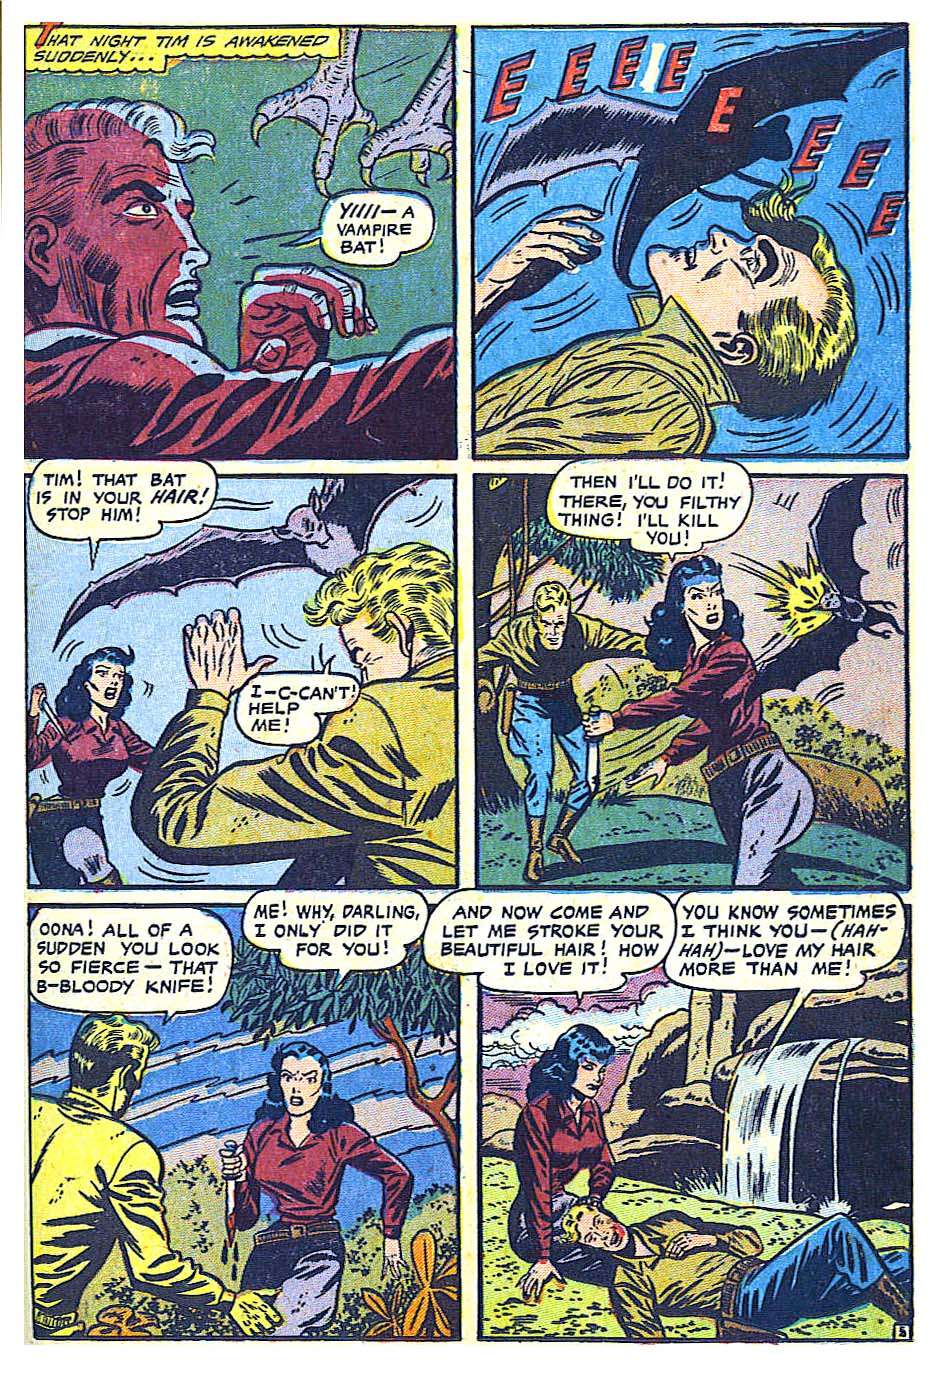 THAT NIGHT TIM IS AWAKENED
SUDDENLY...
YIIII — A
VAMPIRE
BAT!
EEEEEEEE
TIM! THAT BAT
IS IN YOUR HAIR!
STOP HIM!
I-C-CAN'T!
HELP
ME!
THEN I'LL DO IT!
THERE, YOU FILTHY
THING! I'LL KILL
YOU!
OONA! ALL OF A
SUDDEN YOU LOOK
SO FIERCE — THAT
B-BLOODY KNIFE!
ME! WHY, DARLING,
I ONLY DID IT
FOR YOU!
AND NOW COME AND
LET ME STROKE YOUR
BEAUTIFUL HAIR! HOW
I LOVE IT!
YOU KNOW SOMETIMES
I THINK YOU — (HAH-
HAH) — LOVE MY HAIR
MORE THAN ME!
5